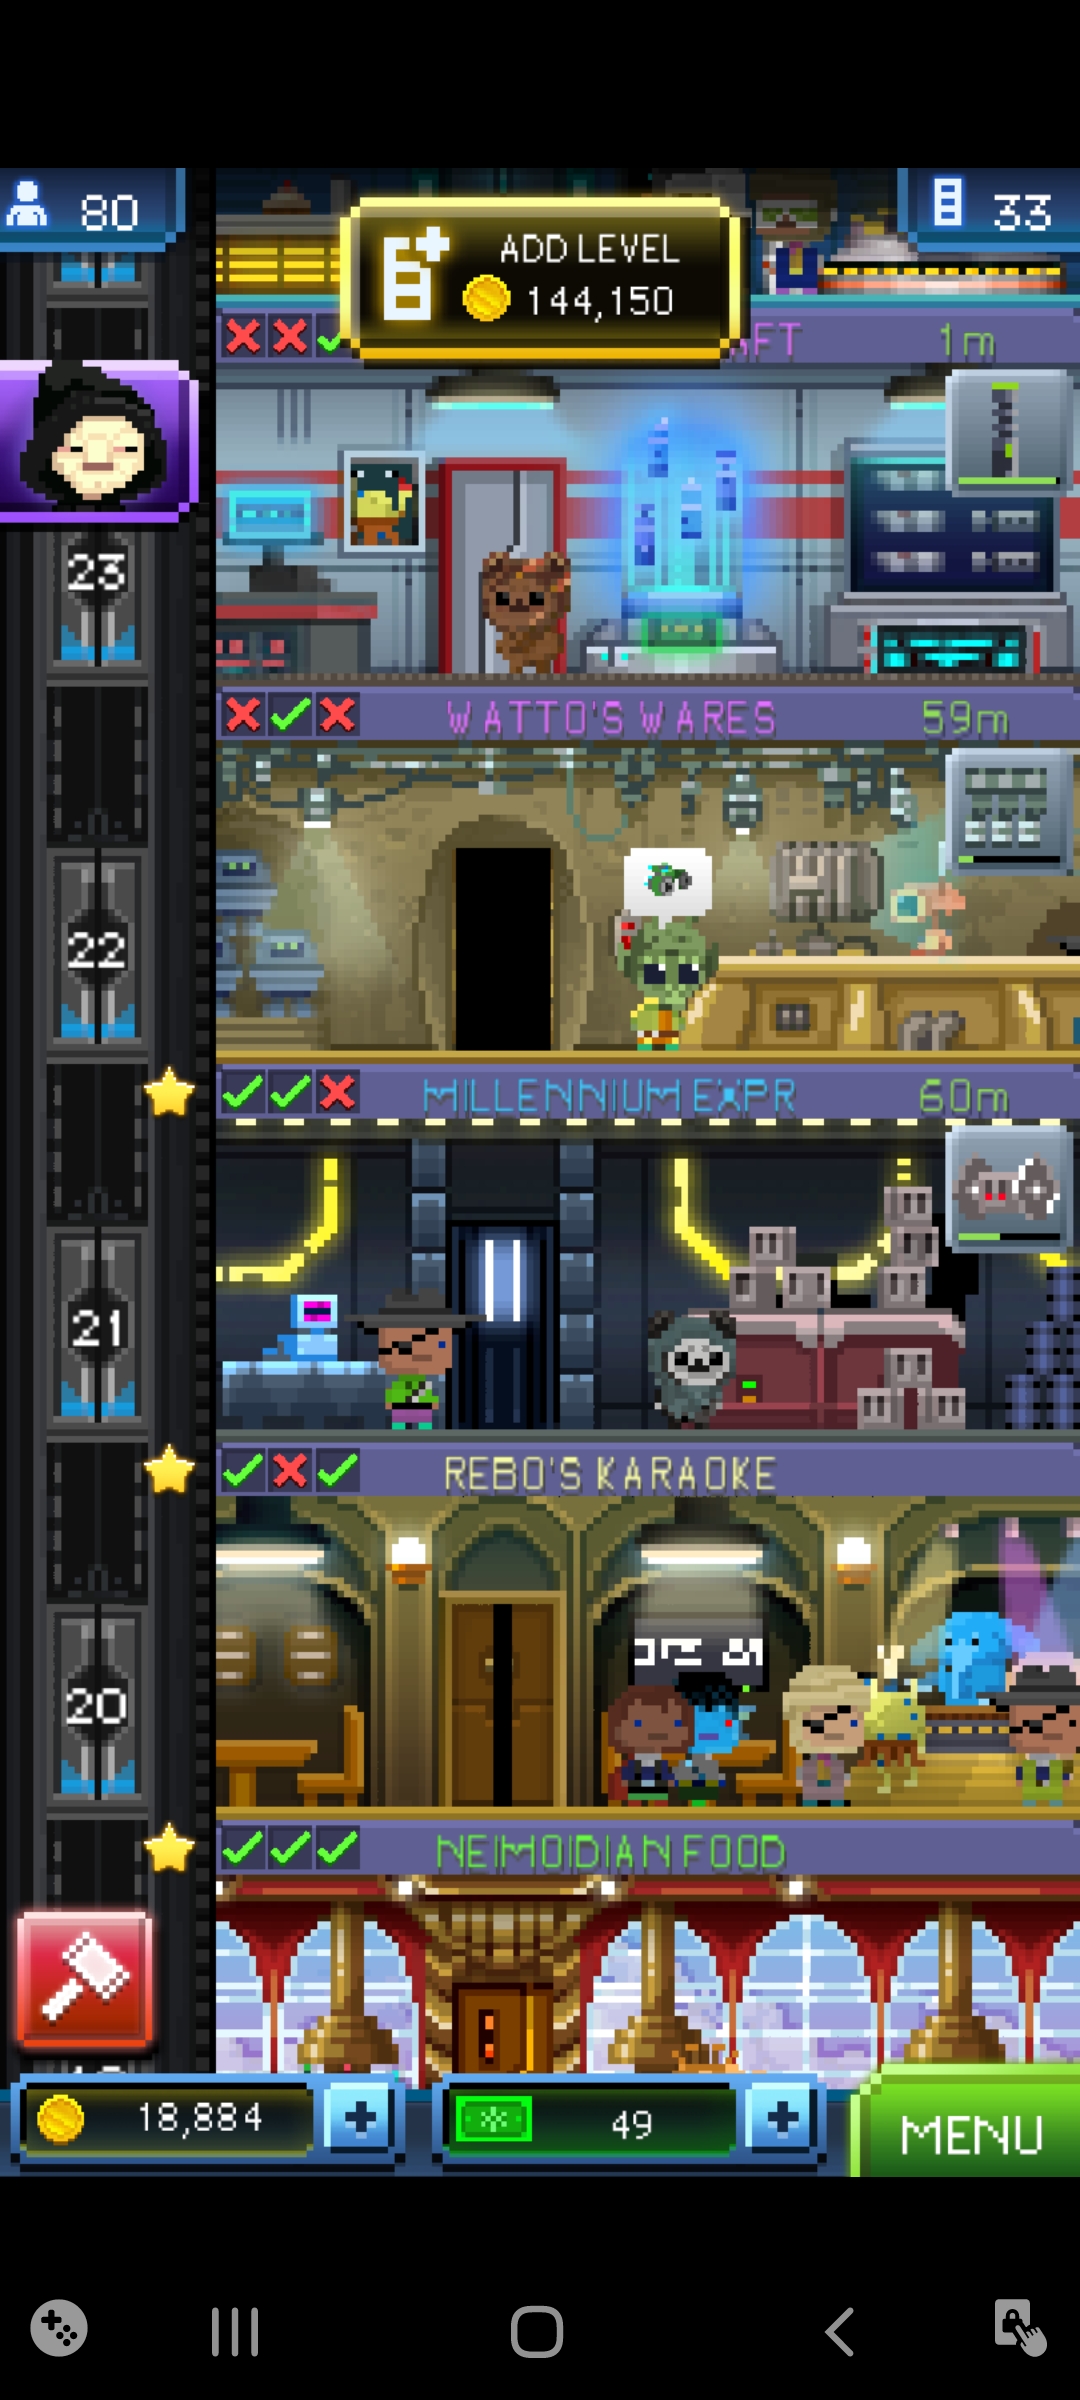 80
33
ADD LEVEL
144,150
AFT 1m
23
WATTO'S WARES 59m
22
MILLENNIUM EXPR 60m
21
REBO'S KARAOKE
20
NEIMOIDIAN FOOD
18,884
49
MENU